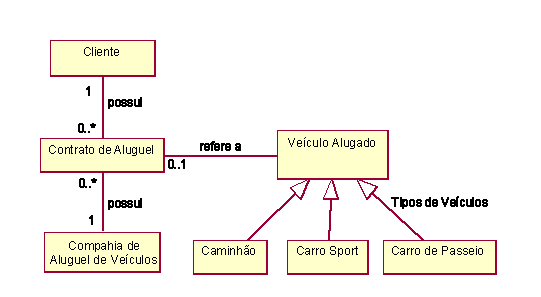 Cliente
1
possui
0..*
Contrato de Aluguel
refere a
0..1
Veículo Alugado
0..*
possui
1
Tipos de Veículos
Compahia de
Aluguel de Veículos
Caminhão
Carro Sport
Carro de Passeio